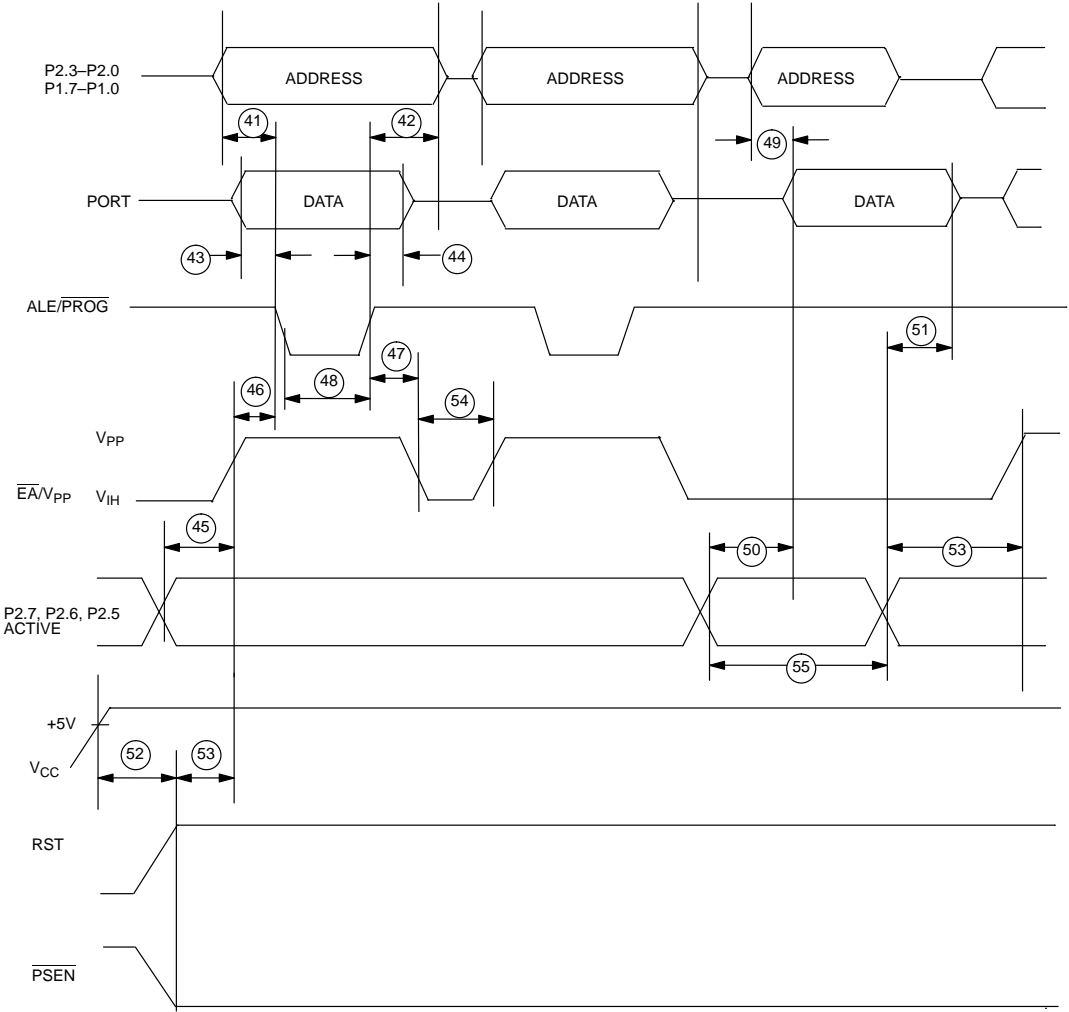 P2.3–P2.0
P1.7–P1.0
ADDRESS
ADDRESS
ADDRESS
41
42
49
PORT
DATA
DATA
DATA
43
44
ALE/PROG
51
47
46
48
54
VPP
EA/VPP
VIH
45
50
53
P2.7, P2.6, P2.5
ACTIVE
55
+5V
52
53
VCC
RST
PSEN